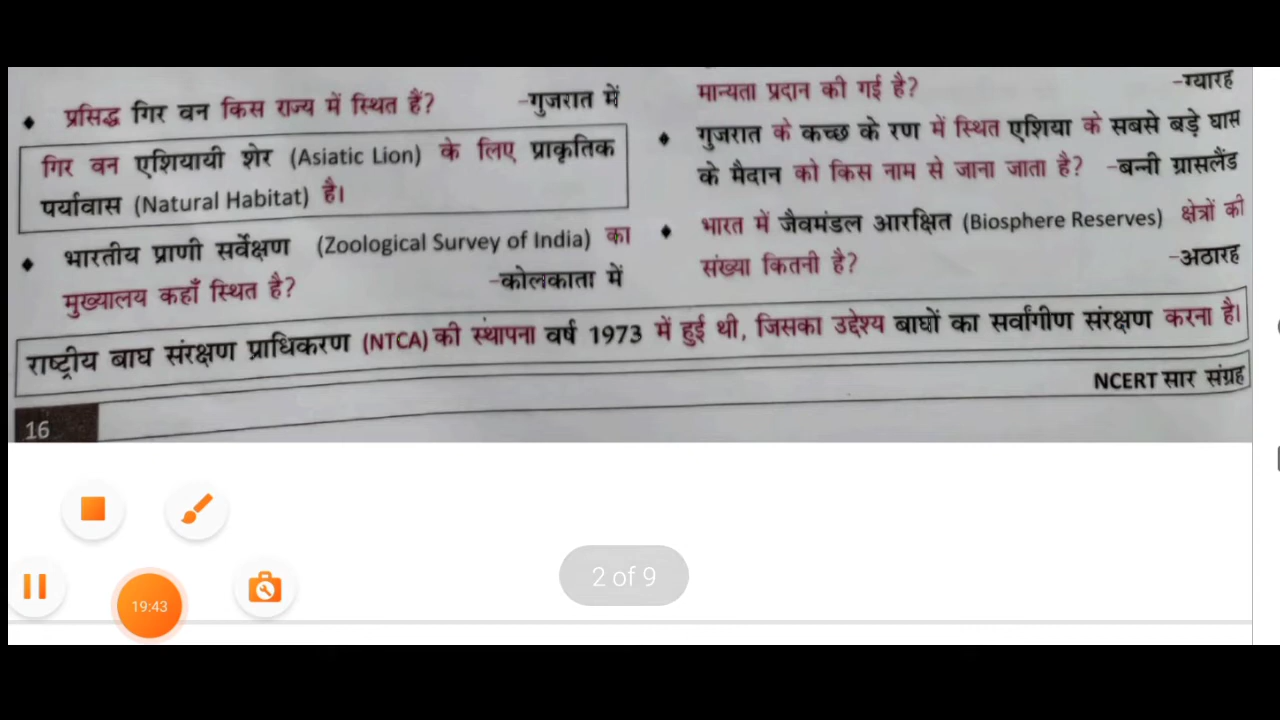 प्रसिद्ध गिर वन किस राज्य में स्थित हैं? -गुजरात में
गिर वन एशियायी शेर (Asiatic Lion) के लिए प्राकृतिक
पर्यावास (Natural Habitat) है।
भारतीय प्राणी सर्वेक्षण (Zoological Survey of India) का
मुख्यालय कहाँ स्थित है? -कोलकाता में
मान्यता प्रदान की गई है? -ग्यारह
गुजरात के कच्छ के रण में स्थित एशिया के सबसे बड़े घास
के मैदान को किस नाम से जाना जाता है? -बन्नी ग्रासलैंड
भारत में जैवमंडल आरक्षित (Biosphere Reserves) क्षेत्रों की
संख्या कितनी है? -अठारह
राष्ट्रीय बाघ संरक्षण प्राधिकरण (NTCA) की स्थापना वर्ष 1973 में हुई थी, जिसका उद्देश्य बाघों का सर्वांगीण संरक्षण करना है।
NCERT सार संग्रह
16
2 of 9
19:43